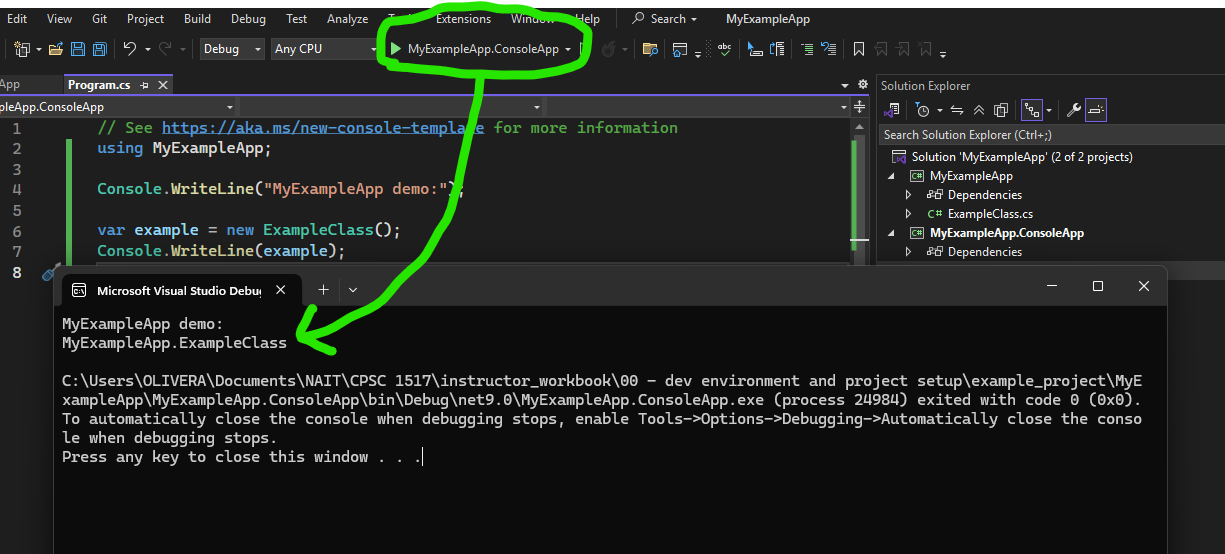 Edit View Git Project Build Debug Test Analyze Extensions Window Help Search MyExampleApp
Debug Any CPU MyExampleApp.ConsoleApp
App Program.cs
pleApp.ConsoleApp
1 // See https://aka.ms/new-console-template for more information
2 using MyExampleApp;
3
4 Console.WriteLine("MyExampleApp demo:");
5
6 var example = new ExampleClass();
7 Console.WriteLine(example);
8
Solution Explorer
Search Solution Explorer (Ctrl+;)
Solution 'MyExampleApp' (2 of 2 projects)
C# MyExampleApp
Dependencies
C# ExampleClass.cs
C# MyExampleApp.ConsoleApp
Dependencies
Microsoft Visual Studio Debug
MyExampleApp demo:
MyExampleApp.ExampleClass
C:\Users\OLIVERA\Documents\NAIT\CPSC 1517\instructor_workbook\00 - dev environment and project setup\example_project\MyE
xampleApp\MyExampleApp.ConsoleApp\bin\Debug\net9.0\MyExampleApp.ConsoleApp.exe (process 24984) exited with code 0 (0x0).
To automatically close the console when debugging stops, enable Tools->Options->Debugging->Automatically close the conso
le when debugging stops.
Press any key to close this window . . .